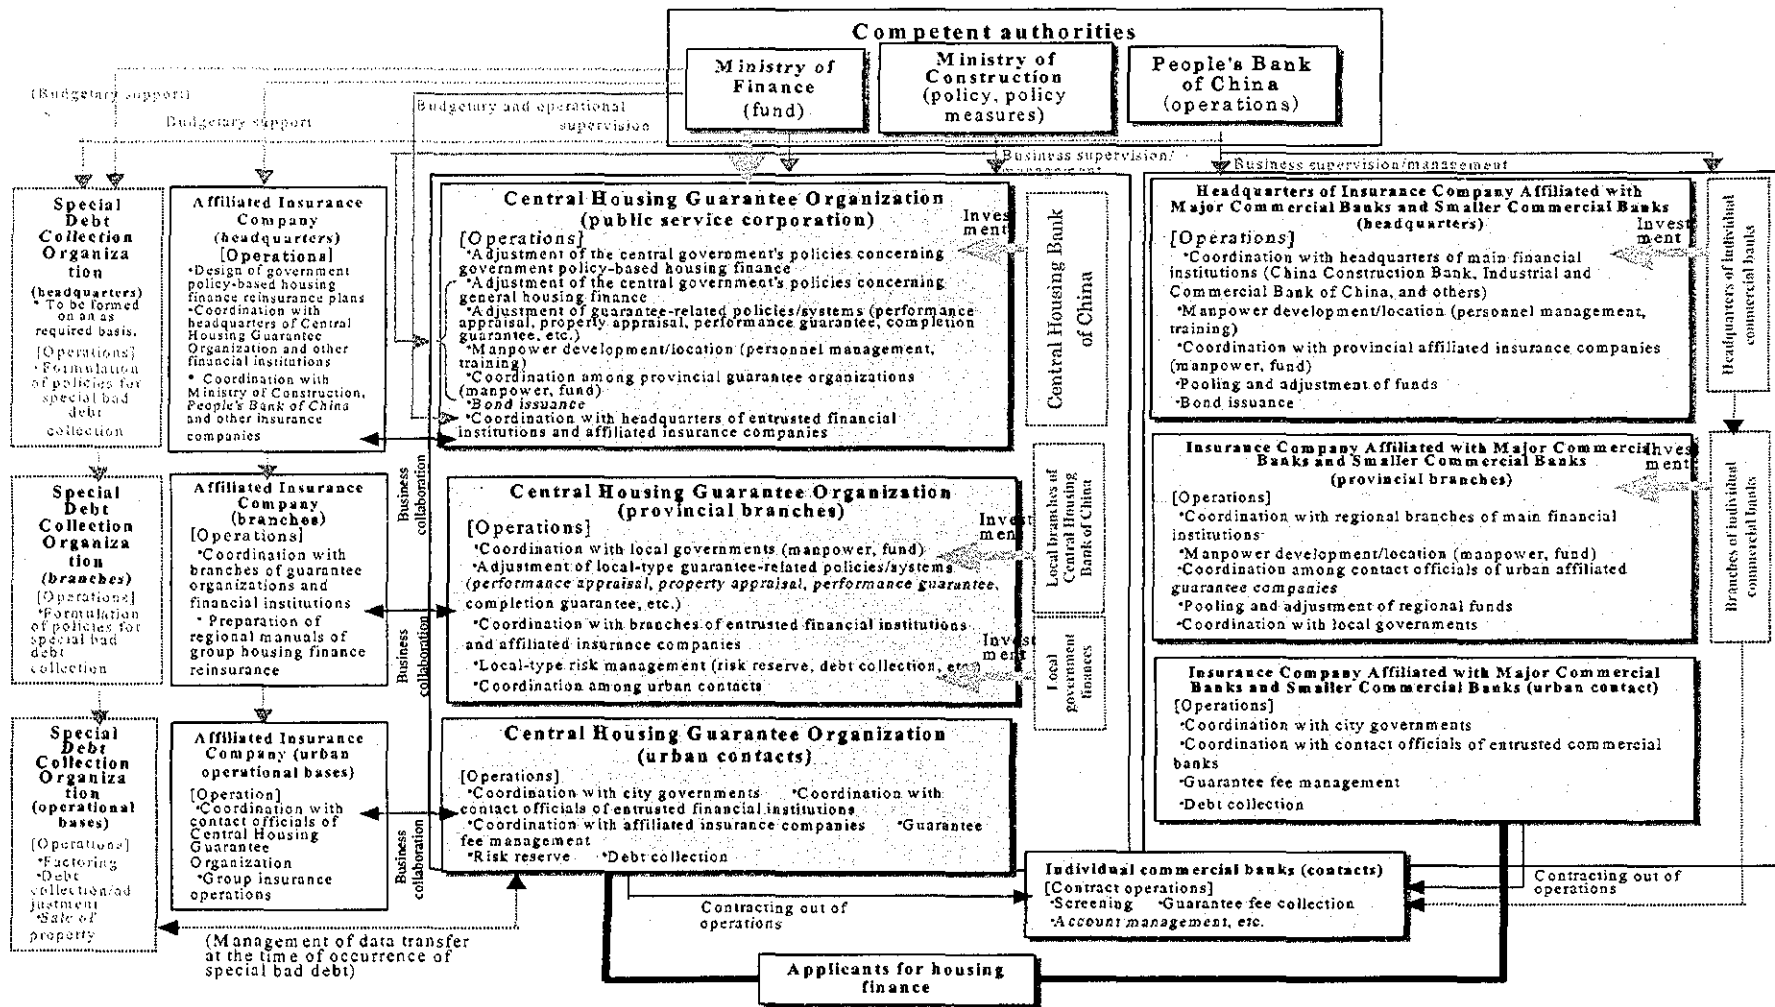 Competent authorities
Ministry of
Finance
(fund)
Ministry of
Construction
(policy, policy
measures)
People's Bank
of China
(operations)
(Budgetary support)
Budgetary support
Budgetary and operational
supervision
Business supervision/
management
Business supervision/management
Special
Debt
Collection
Organiza
tion
(headquarters)
* To be formed
on an as
required basis.
[Operations]
・Formulation
of policies for
special bad
debt
collection
Affiliated Insurance
Company
(headquarters)
[Operations]
•Design of government
policy-based housing
finance reinsurance plans
•Coordination with
headquarters of Central
Housing Guarantee
Organization and other
financial institutions
• Coordination with
Ministry of Construction,
People's Bank of China
and other insurance
companies
Central Housing Guarantee Organization
(public service corporation)
[Operations]
•Adjustment of the central government's policies concerning
government policy-based housing finance
•Adjustment of the central government's policies concerning
general housing finance
•Adjustment of guarantee-related policies/systems (performance
appraisal, property appraisal, performance guarantee, completion
guarantee, etc.)
•Manpower development/location (personnel management,
training)
•Coordination among provincial guarantee organizations
(manpower, fund)
•Bond issuance
•Coordination with headquarters of entrusted financial
institutions and affiliated insurance companies
Invest
ment
Central Housing Bank
of China
Headquarters of Insurance Company Affiliated with
Major Commercial Banks and Smaller Commercial Banks
(headquarters)
[Operations]
•Coordination with headquarters of main financial
institutions (China Construction Bank, Industrial and
Commercial Bank of China, and others)
•Manpower development/location (personnel management,
training)
•Coordination with provincial affiliated insurance companies
(manpower, fund)
•Pooling and adjustment of funds
•Bond issuance
Invest
ment
Headquarters of individual
commercial banks
Special
Debt
Collection
Organiza
tion
(branches)
[Operations]
•Formulation
of policies for
special bad
debt
collection
Affiliated Insurance
Company
(branches)
[Operations]
•Coordination with
branches of guarantee
organizations and
financial institutions
• Preparation of
regional manuals of
group housing finance
reinsurance
Business
collaboration
Central Housing Guarantee Organization
(provincial branches)
[Operations]
•Coordination with local governments (manpower, fund)
•Adjustment of local-type guarantee-related policies/systems
(performance appraisal, property appraisal, performance guarantee,
completion guarantee, etc.)
•Coordination with branches of entrusted financial institutions
and affiliated insurance companies
•Local-type risk management (risk reserve, debt collection, etc.)
•Coordination among urban contacts
Invest
ment
Invest
ment
Local branches of
Central Housing
Bank of China
Local
government
finances
Insurance Company Affiliated with Major Commercial
Banks and Smaller Commercial Banks
(provincial branches)
[Operations]
•Coordination with regional branches of main financial
institutions
•Manpower development/location (manpower, fund)
•Coordination among contact officials of urban affiliated
guarantee companies
•Pooling and adjustment of regional funds
•Coordination with local governments
Invest
ment
Branches of individual
commercial banks
Business
collaboration
Special
Debt
Collection
Organiza
tion
(operational
bases)
[Operations]
•Factoring
•Debt
collection/ad
justment
•Sale of
property
Affiliated Insurance
Company (urban
operational bases)
[Operation]
•Coordination with
contact officials of
Central Housing
Guarantee
Organization
•Group insurance
operations
Business
collaboration
Central Housing Guarantee Organization
(urban contacts)
[Operations]
•Coordination with city governments •Coordination with
contact officials of entrusted financial institutions
•Coordination with affiliated insurance companies •Guarantee
fee management
•Risk reserve •Debt collection
Insurance Company Affiliated with Major Commercial
Banks and Smaller Commercial Banks (urban contact)
[Operations]
•Coordination with city governments
•Coordination with contact officials of entrusted commercial
banks
•Guarantee fee management
•Debt collection
Individual commercial banks (contacts)
[Contract operations]
•Screening •Guarantee fee collection
•Account management, etc.
Contracting out of
operations
Contracting out of
operations
(Management of data transfer
at the time of occurrence of
special bad debt)
Applicants for housing
finance